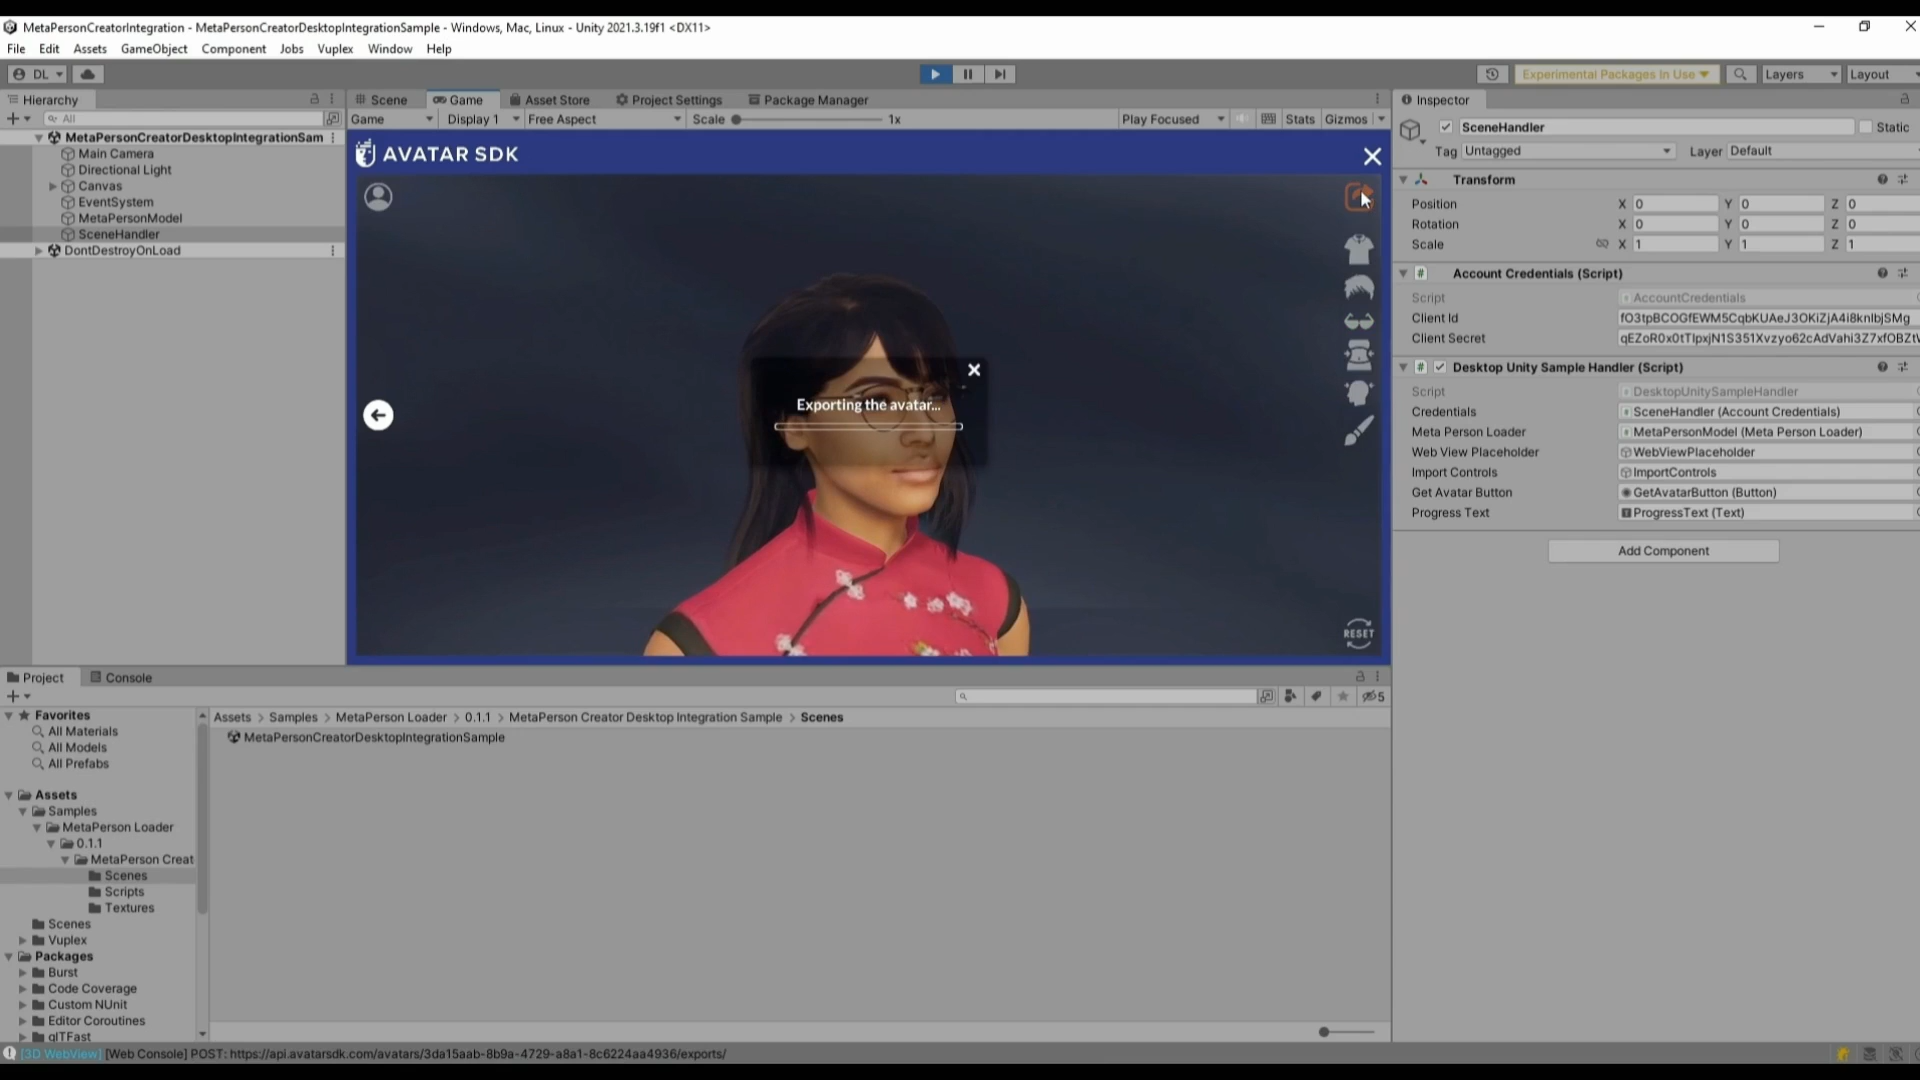 MetaPersonCreatorIntegration - MetaPersonCreatorDesktopIntegrationSample - Windows, Mac, Linux - Unity 2021.3.19f1 <DX11>
File Edit Assets GameObject Component Jobs Vuplex Window Help
DL Experimental Packages In Use Layers Layout
Hierarchy Scene Game Asset Store Project Settings Package Manager Inspector
All Game Display 1 Free Aspect Scale 1x Play Focused Stats Gizmos
MetaPersonCreatorDesktopIntegrationSam
Main Camera
Directional Light
Canvas
EventSystem
MetaPersonModel
SceneHandler
DontDestroyOnLoad
AVATAR SDK
Exporting the avatar...
RESET
SceneHandler Static
Tag Untagged Layer Default
Transform
Position X 0 Y 0 Z 0
Rotation X 0 Y 0 Z 0
Scale X 1 Y 1 Z 1
Account Credentials (Script)
Script AccountCredentials
Client Id
Client Secret
Desktop Unity Sample Handler (Script)
Script DesktopUnitySampleHandler
Credentials SceneHandler (Account Credentials)
Meta Person Loader MetaPersonModel (Meta Person Loader)
Web View Placeholder WebViewPlaceholder
Import Controls ImportControls
Get Avatar Button GetAvatarButton (Button)
Progress Text ProgressText (Text)
Add Component
Project Console
5
Favorites
All Materials
All Models
All Prefabs
Assets
Samples
MetaPerson Loader
0.1.1
MetaPerson Creat
Scenes
Scripts
Textures
Scenes
Vuplex
Packages
Burst
Code Coverage
Custom NUnit
Editor Coroutines
glTFast
Assets > Samples > MetaPerson Loader > 0.1.1 > MetaPerson Creator Desktop Integration Sample > Scenes
MetaPersonCreatorDesktopIntegrationSample
[3D WebView] [Web Console] POST: https://api.avatarsdk.com/avatars/3da15aab-8b9a-4729-a8a1-8c6224aa4936/exports/